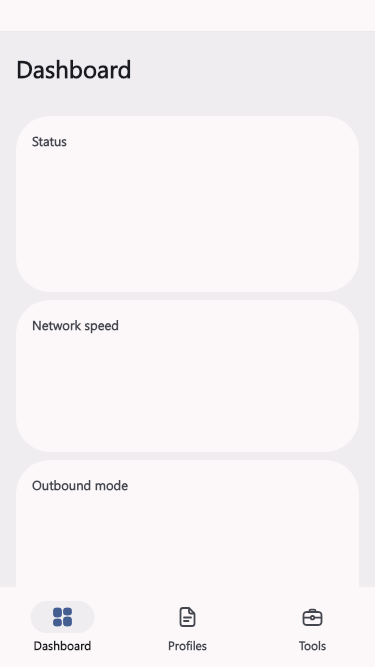 Dashboard
Status
Network speed
Outbound mode
Dashboard
Profiles
Tools